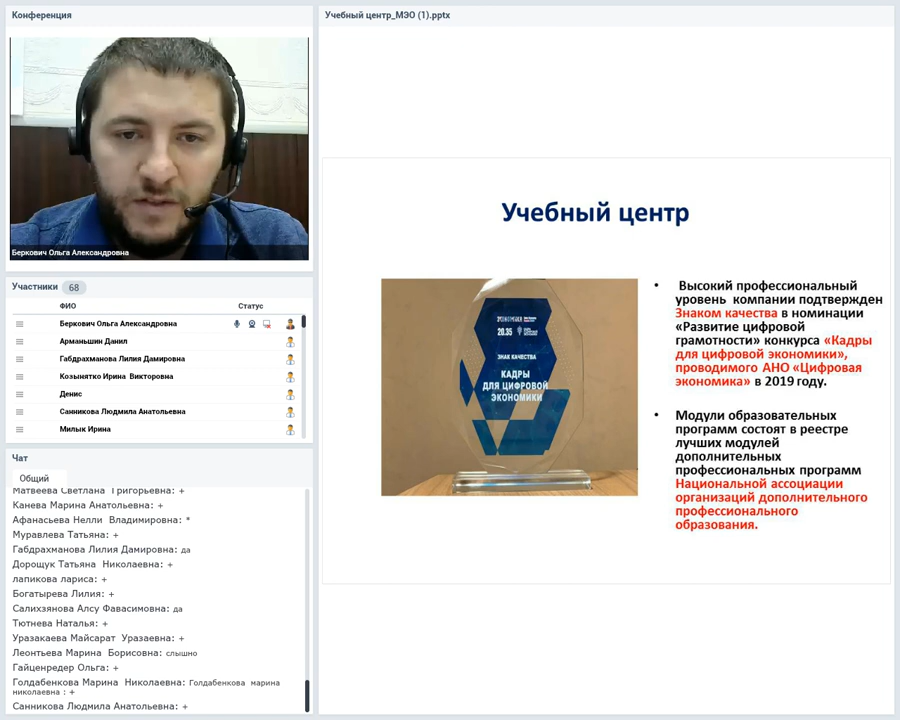 Конференция
Беркович Ольга Александровна
Участники 68
ФИО Статус
Беркович Ольга Александровна
Арманьшин Данил
Габдрахманова Лилия Дамировна
Козынятко Ирина Викторовна
Денис
Санникова Людмила Анатольевна
Милык Ирина
Чат
Общий
Матвеева Светлана Григорьевна: +
Канева Марина Анатольевна: +
Афанасьева Нелли Владимировна: *
Муравлева Татьяна: +
Габдрахманова Лилия Дамировна: да
Дорощук Татьяна Николаевна: +
лапикова лариса: +
Богатырева Лилия: +
Салихзянова Алсу Фавасимовна: да
Тютнева Наталья: +
Уразакаева Майсарат Уразаевна: +
Леонтьева Марина Борисовна: слышно
Гайценредер Ольга: +
Голдабенкова Марина Николаевна: Голдабенкова марина
николаевна : +
Санникова Людмила Анатольевна: +
Учебный центр_МЭО (1).pptx
Учебный центр
20.35
ЗНАК КАЧЕСТВА
КАДРЫ
ДЛЯ ЦИФРОВОЙ
ЭКОНОМИКИ
• Высокий профессиональный
уровень компании подтвержден
Знаком качества в номинации
«Развитие цифровой
грамотности» конкурса «Кадры
для цифровой экономики»,
проводимого АНО «Цифровая
экономика» в 2019 году.
• Модули образовательных
программ состоят в реестре
лучших модулей
дополнительных
профессиональных программ
Национальной ассоциации
организаций дополнительного
профессионального
образования.